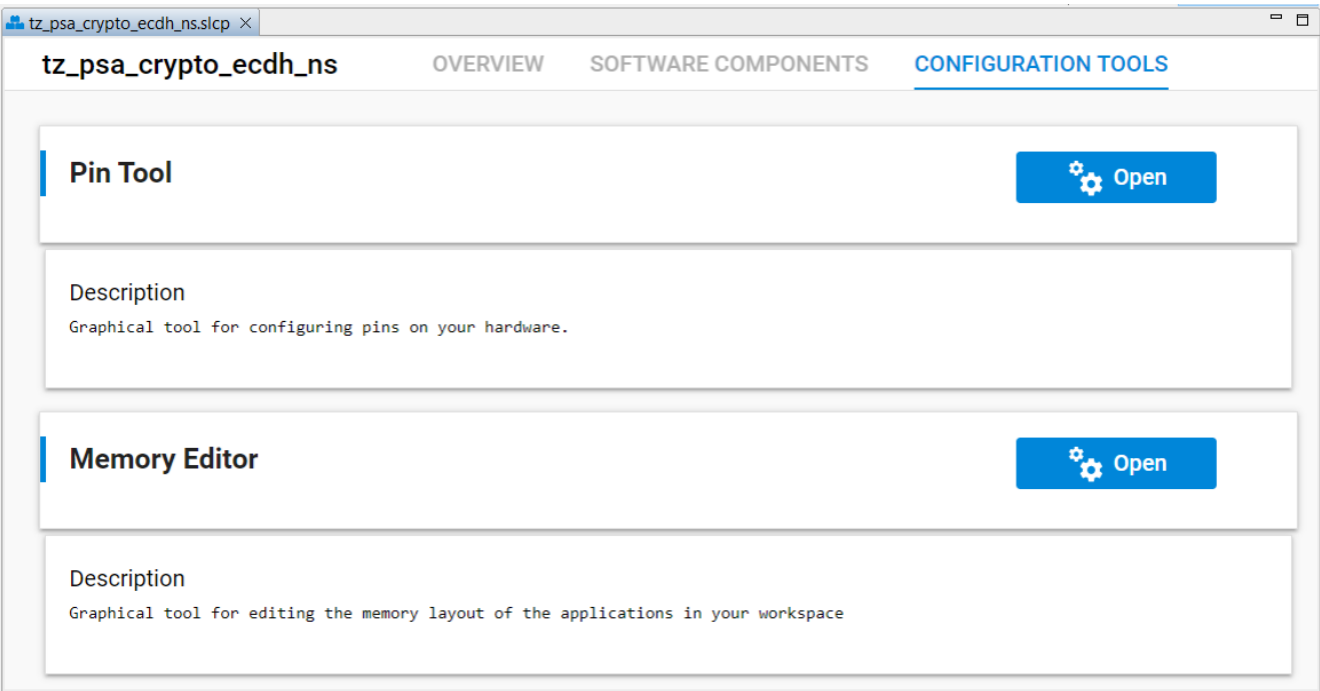 tz_psa_crypto_ecdh_ns.slcp
tz_psa_crypto_ecdh_ns OVERVIEW SOFTWARE COMPONENTS CONFIGURATION TOOLS
Pin Tool Open
Description
Graphical tool for configuring pins on your hardware.
Memory Editor Open
Description
Graphical tool for editing the memory layout of the applications in your workspace